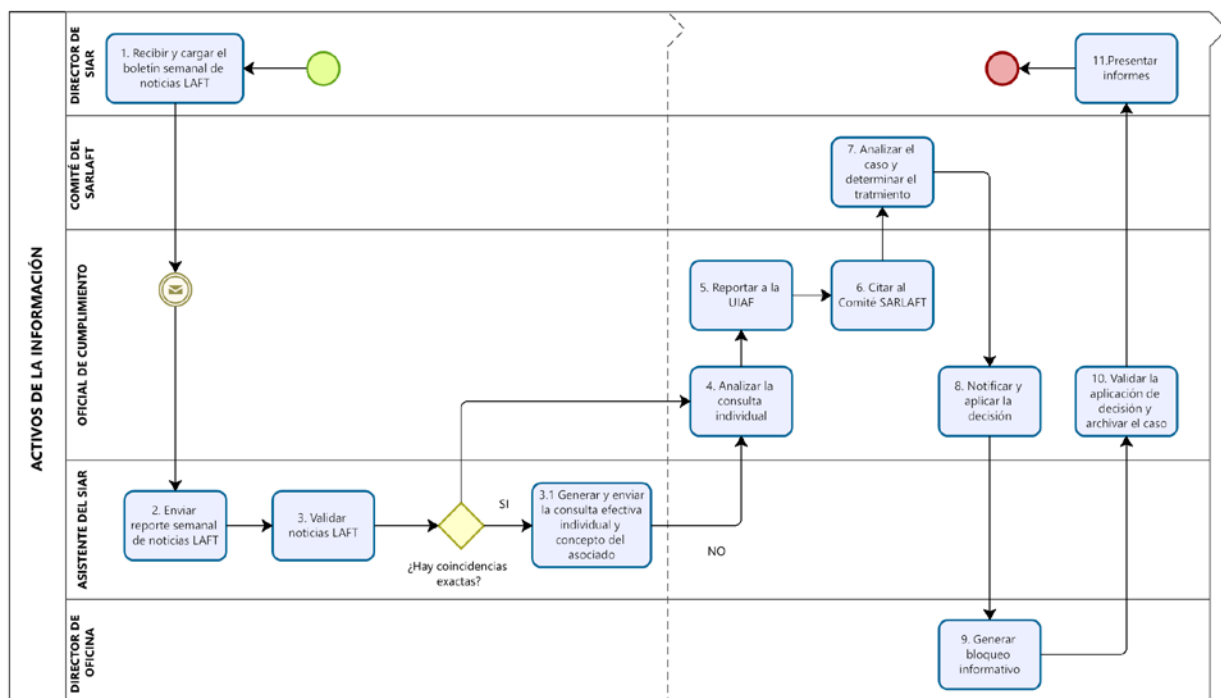 ACTIVOS DE LA INFORMACIÓN
DIRECTOR DE
SIAR
1. Recibir y cargar el
boletín semanal de
noticias LAFT
11.Presentar
informes
COMITÉ DEL
SARLAFT
7. Analizar el
caso y
determinar el
tratmiento
OFICIAL DE CUMPLIMIENTO
5. Reportar a la
UIAF
6. Citar al
Comité SARLAFT
4. Analizar la
consulta
individual
8. Notificar y
aplicar la
decisión
10. Validar la
aplicación de
decisión y
archivar el caso
ASISTENTE DEL SIAR
2. Enviar
reporte semanal
de noticias LAFT
3. Validar
noticias LAFT
¿Hay coincidencias
exactas?
SI
3.1 Generar y enviar
la consulta efectiva
individual y
concepto del
asociado
NO
DIRECTOR DE
OFICINA
9. Generar
bloqueo
informativo